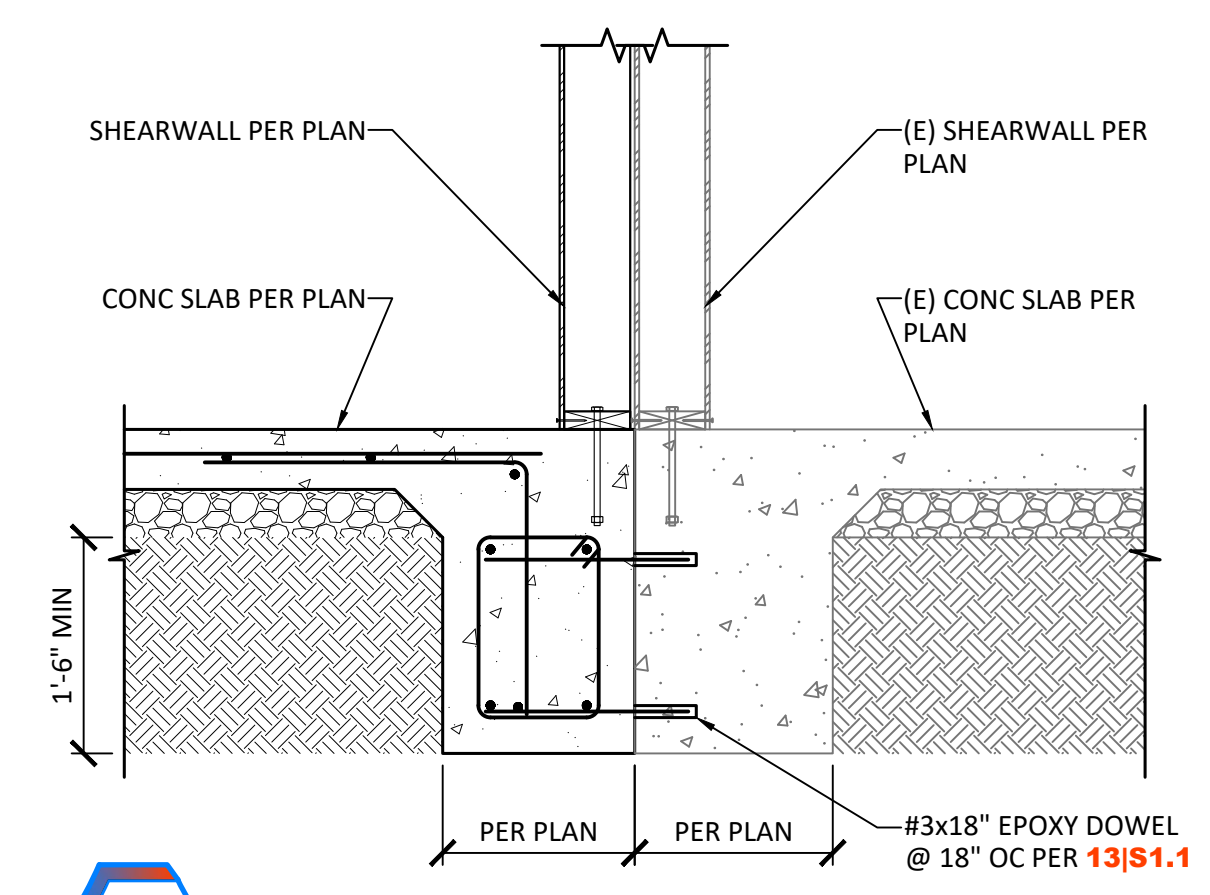 SHEARWALL PER PLAN
(E) SHEARWALL PER
PLAN
CONC SLAB PER PLAN
(E) CONC SLAB PER
PLAN
1'-6" MIN
PER PLAN
PER PLAN
#3x18" EPOXY DOWEL
@ 18" OC PER 13|S1.1